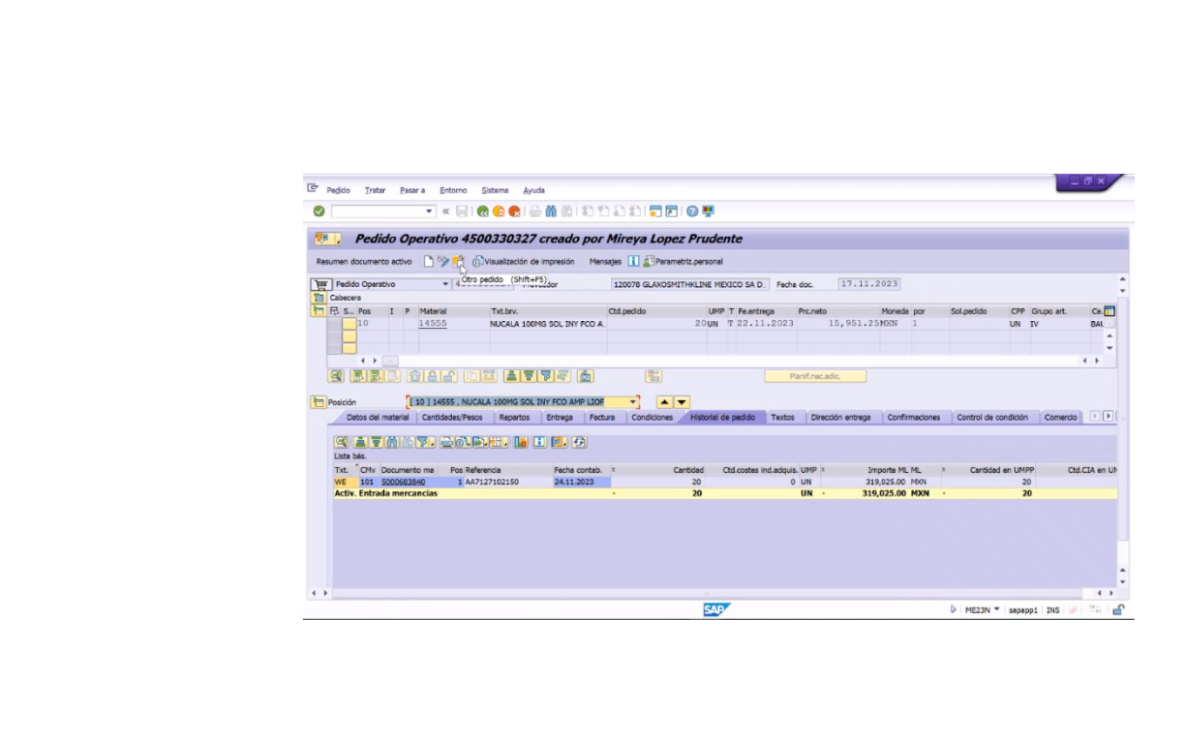 Pedido Tratar Pasar a Entorno Sistema Ayuda
Pedido Operativo 4500330327 creado por Mireya Lopez Prudente
Resumen documento activo Visualización de impresión Mensajes Parametriz.personal
Otro pedido (Shift+F5)
Pedido Operativo 120078 GLAXOSMITHKLINE MEXICO SA D. Fecha doc. 17.11.2023
Cabecera
S... Pos I P Material Txt.brv. Ctd.pedido UMP T Fe.entrega Prc.neto Moneda por Sol.pedido CPP Grupo art. Ce.
10 14555 NUCALA 100MG SOL INY FCO A. 20 UN T 22.11.2023 15,951.25 MXN 1 UN IV
Planif.nec.adic.
Posición [ 10 ] 14555 , NUCALA 100MG SOL INY FCO AMP LIOF
Datos del material Cantidades/Pesos Repartos Entrega Factura Condiciones Historial de pedido Textos Dirección entrega Confirmaciones Control de condición Comercio
Lista bás.
Txt. CMv Documento ma Pos Referencia Fecha contab. Cantidad Ctd.costes ind.adquis. UMP Importe ML ML Cantidad en UMPP Ctd.CIA en UM
WE 101 5000683840 1 AA7127102150 24.11.2023 20 0 UN 319,025.00 MXN 20
Activ. Entrada mercancías 20 UN 319,025.00 MXN 20
SAP ME23N sapapp1 INS